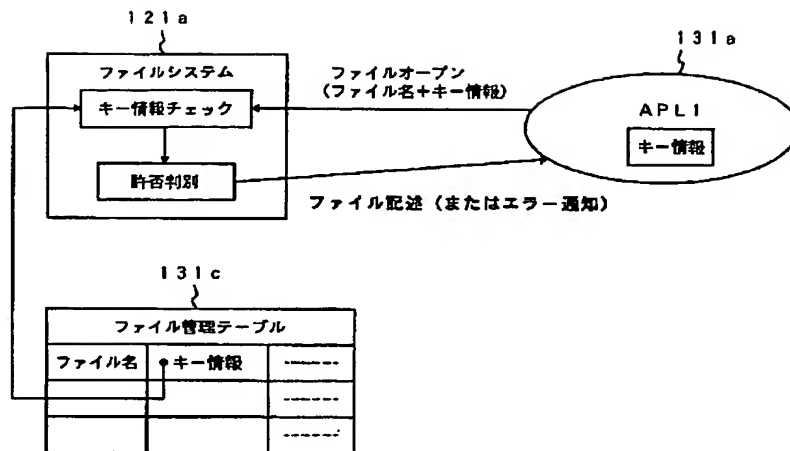 121a
131a
ファイルシステム
ファイルオープン
(ファイル名+キー情報)
キー情報チェック
APL1
キー情報
許否判別
ファイル記述(またはエラー通知)
131c
ファイル管理テーブル
ファイル名 キー情報 ------
------
------